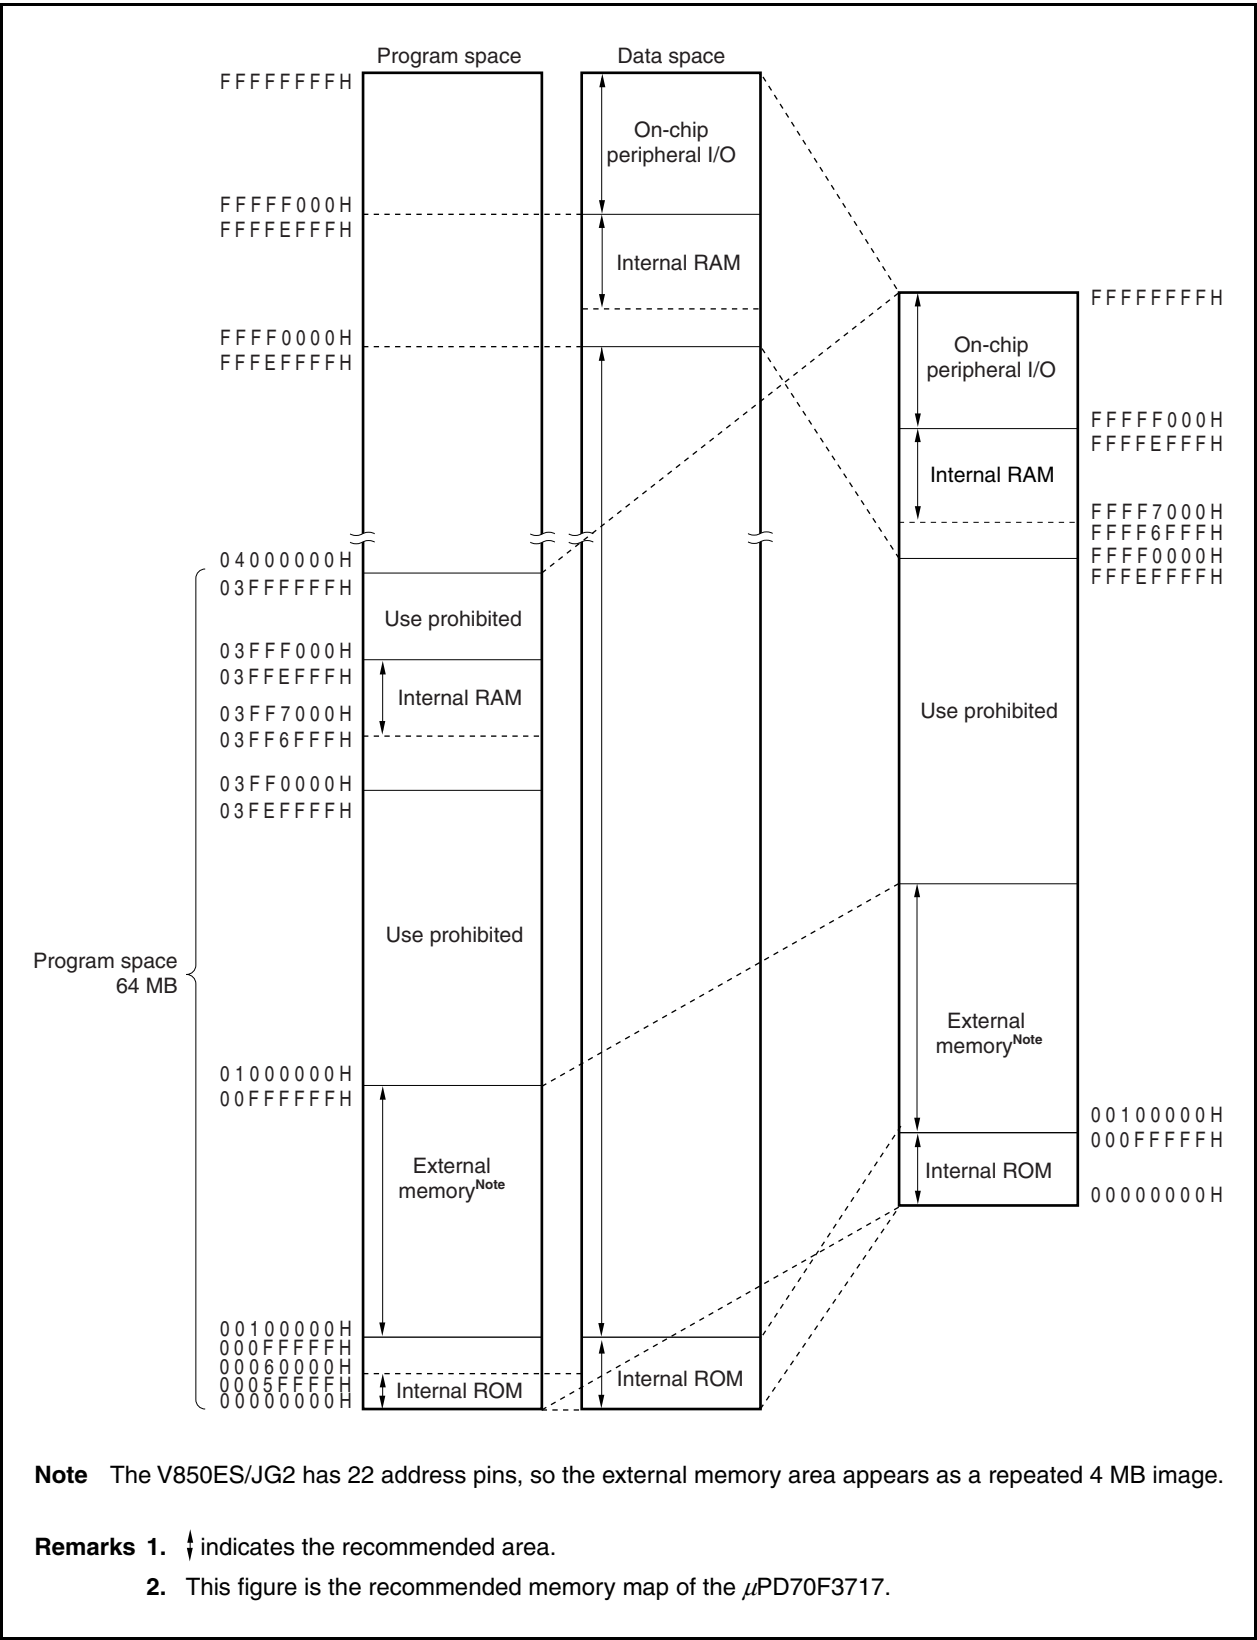 Program space
Data space
FFFFFFFFH
On-chip
peripheral I/O
FFFFF000H
FFFFEFFFH
Internal RAM
FFFF0000H
FFFEFFFFH
04000000H
03FFFFFFH
Use prohibited
03FFF000H
03FFEFFFH
Internal RAM
03FF7000H
03FF6FFFH
03FF0000H
03FEFFFFH
Use prohibited
Program space
64 MB
01000000H
00FFFFFFH
External
memoryNote
00100000H
000FFFFFH
00060000H
0005FFFFH
00000000H
Internal ROM
Internal ROM
FFFFFFFFH
On-chip
peripheral I/O
FFFFF000H
FFFFEFFFH
Internal RAM
FFFF7000H
FFFF6FFFH
FFFF0000H
FFFEFFFFH
Use prohibited
External
memoryNote
00100000H
000FFFFFH
Internal ROM
00000000H
Note The V850ES/JG2 has 22 address pins, so the external memory area appears as a repeated 4 MB image.
Remarks 1. ↕ indicates the recommended area.
2. This figure is the recommended memory map of the μPD70F3717.